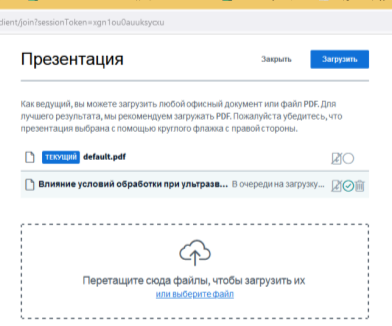 dient/join?sessionToken=xgn1ou0auuksycxu
Презентация
Закрыть
Загрузить
Как ведущий, вы можете загрузить любой офисный документ или файл PDF. Для
лучшего результата, мы рекомендуем загружать PDF. Пожалуйста убедитесь, что
презентация выбрана с помощью круглого флажка с правой стороны.
ТЕКУЩИЙ default.pdf
Влияние условий обработки при ультразв... В очереди на загрузку...
Перетащите сюда файлы, чтобы загрузить их
или выберите файл